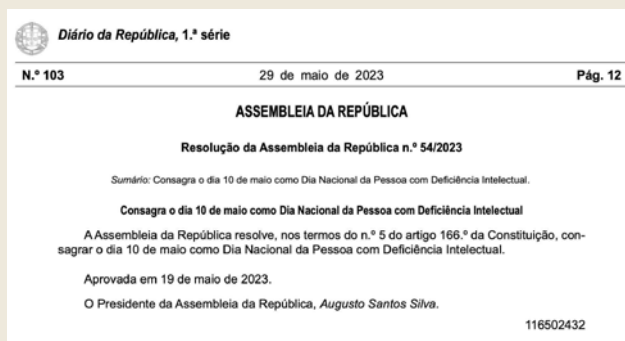 Diário da República, 1.ª série
N.º 103 29 de maio de 2023 Pág. 12
ASSEMBLEIA DA REPÚBLICA
Resolução da Assembleia da República n.º 54/2023
Sumário: Consagra o dia 10 de maio como Dia Nacional da Pessoa com Deficiência Intelectual.
Consagra o dia 10 de maio como Dia Nacional da Pessoa com Deficiência Intelectual
A Assembleia da República resolve, nos termos do n.º 5 do artigo 166.º da Constituição, con-
sagrar o dia 10 de maio como Dia Nacional da Pessoa com Deficiência Intelectual.
Aprovada em 19 de maio de 2023.
O Presidente da Assembleia da República, Augusto Santos Silva.
116502432